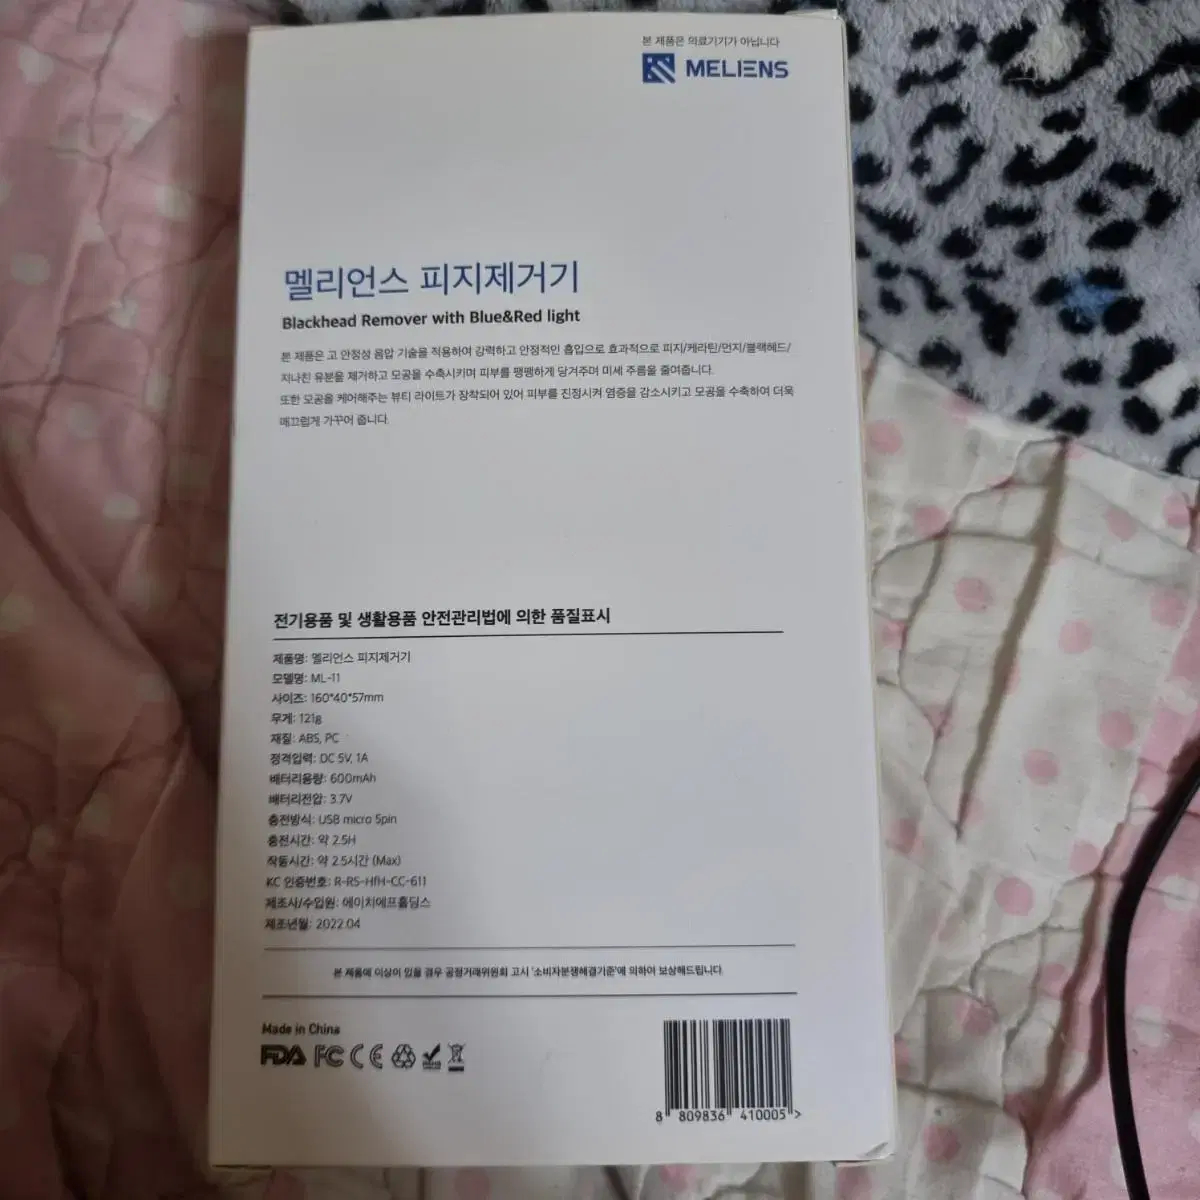 본 제품은 의료기기가 아닙니다
MELIENS
멜리언스 피지제거기
Blackhead Remover with Blue&Red light
본 제품은 고 안정성 음압 기술을 적용하여 강력하고 안정적인 흡입으로 효과적으로 피지/케라틴/먼지/블랙헤드/
지나친 유분을 제거하고 모공을 수축시키며 피부를 땡땡하게 당겨주며 미세 주름을 줄여줍니다.
또한 모공을 케어해주는 뷰티 라이트가 장착되어 있어 피부를 진정시켜 염증을 감소시키고 모공을 수축하여 더욱
매끄럽게 가꾸어 줍니다.
전기용품 및 생활용품 안전관리법에 의한 품질표시
제품명: 멜리언스 피지제거기
모델명: ML-11
사이즈: 160*40*57mm
무게: 121g
재질: ABS, PC
정격입력: DC 5V, 1A
배터리용량: 600mAh
배터리전압: 3.7V
충전방식: USB micro 5pin
충전시간: 약 2.5H
작동시간: 약 2.5시간 (Max)
KC 인증번호: R-RS-HfH-CC-611
제조사/수입원: 에이치에프홀딩스
제조년월: 2022.04
본 제품에 이상이 있을 경우 공정거래위원회 고시 '소비자분쟁해결기준'에 의하여 보상해드립니다.
Made in China
FDA FC CE
8 809836 410005 >